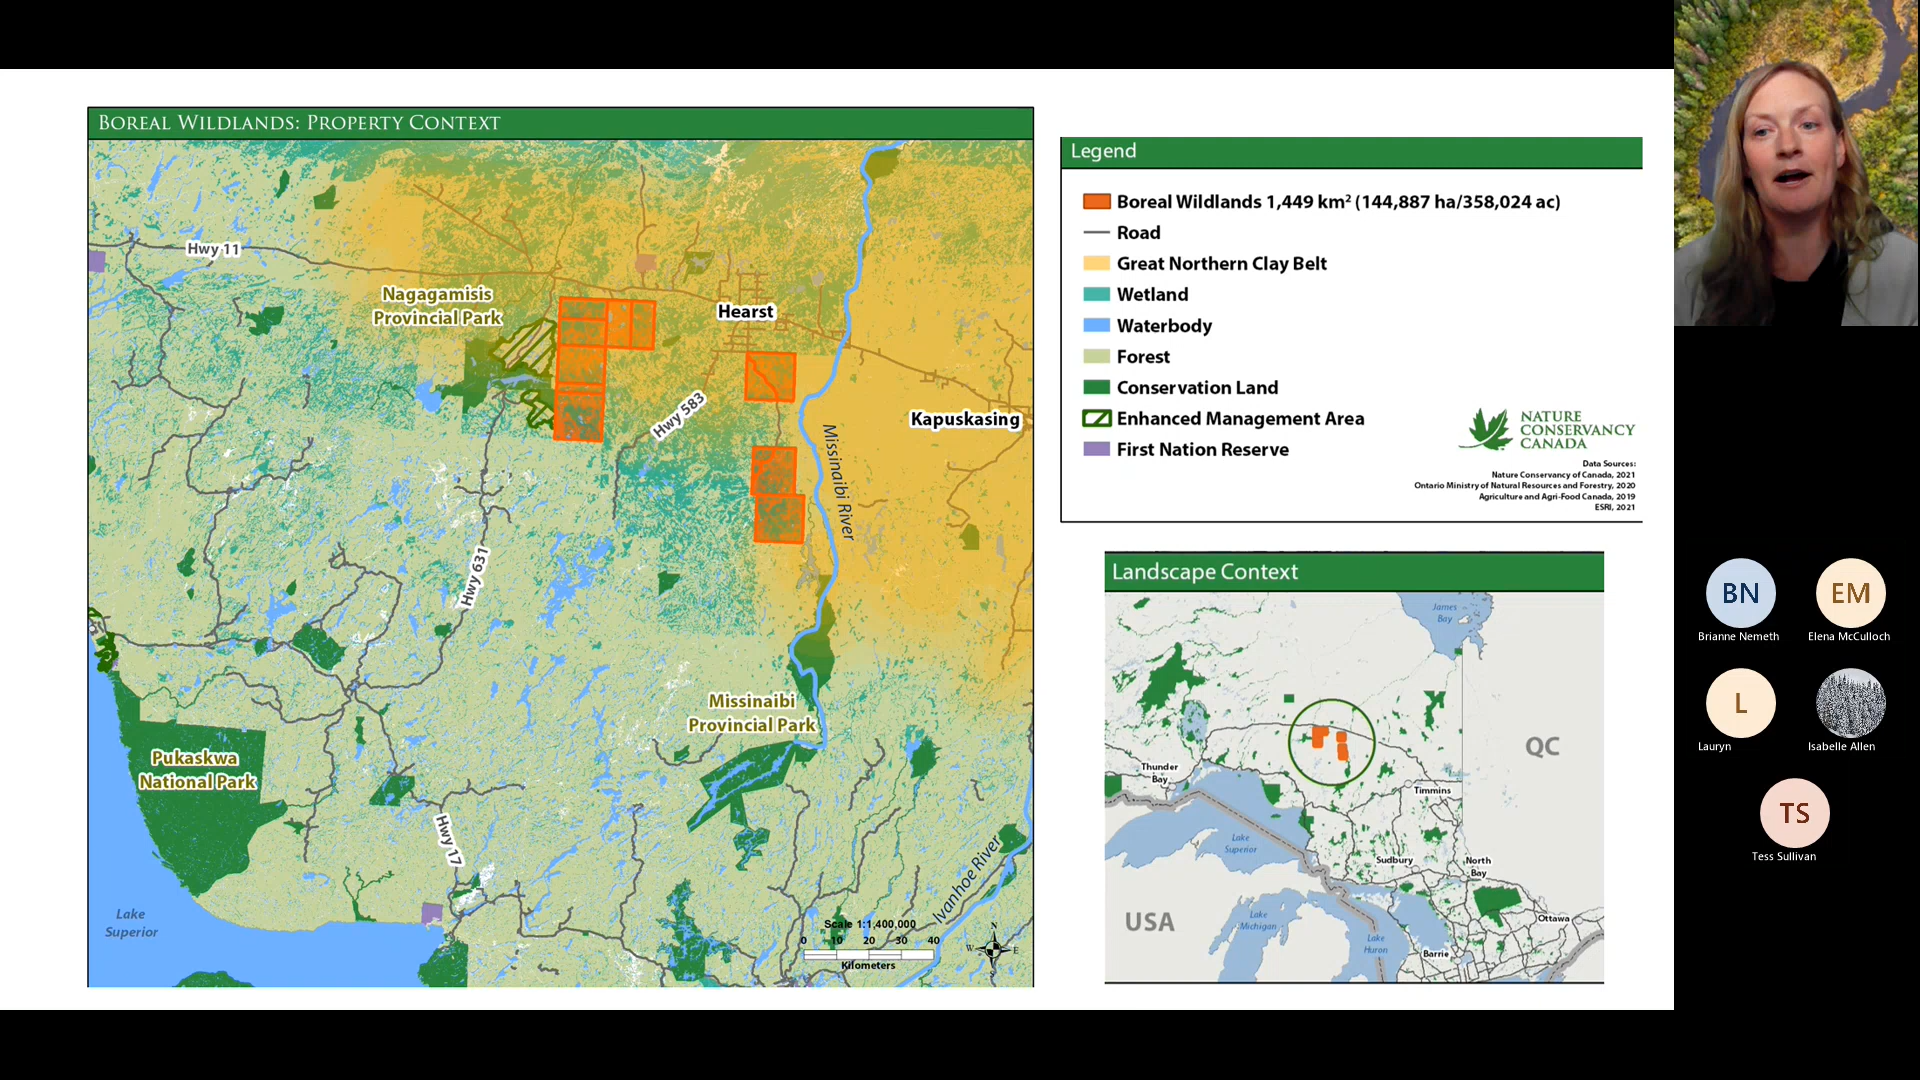 BOREAL WILDLANDS: PROPERTY CONTEXT
Hwy 11
Nagagamisis
Provincial Park
Hearst
Hwy 583
Kapuskasing
Missinaibi River
Hwy 631
Missinaibi
Provincial Park
Pukaskwa
National Park
Hwy 17
Ivanhoe River
Lake
Superior
Scale 1:1,400,000
0 10 20 30 40
Kilometers
N
W E
S
Legend
Boreal Wildlands 1,449 km² (144,887 ha/358,024 ac)
Road
Great Northern Clay Belt
Wetland
Waterbody
Forest
Conservation Land
Enhanced Management Area
First Nation Reserve
NATURE
CONSERVANCY
CANADA
Data Sources:
Nature Conservancy of Canada, 2021
Ontario Ministry of Natural Resources and Forestry, 2020
Agriculture and Agri-Food Canada, 2019
ESRI, 2021
Landscape Context
James
Bay
QC
Thunder
Bay
Timmins
Lake
Superior
Sudbury
North
Bay
USA
Lake
Michigan
Lake
Huron
Ottawa
Barrie
BN
Brianne Nemeth
EM
Elena McCulloch
L
Lauryn
Isabelle Allen
TS
Tess Sullivan